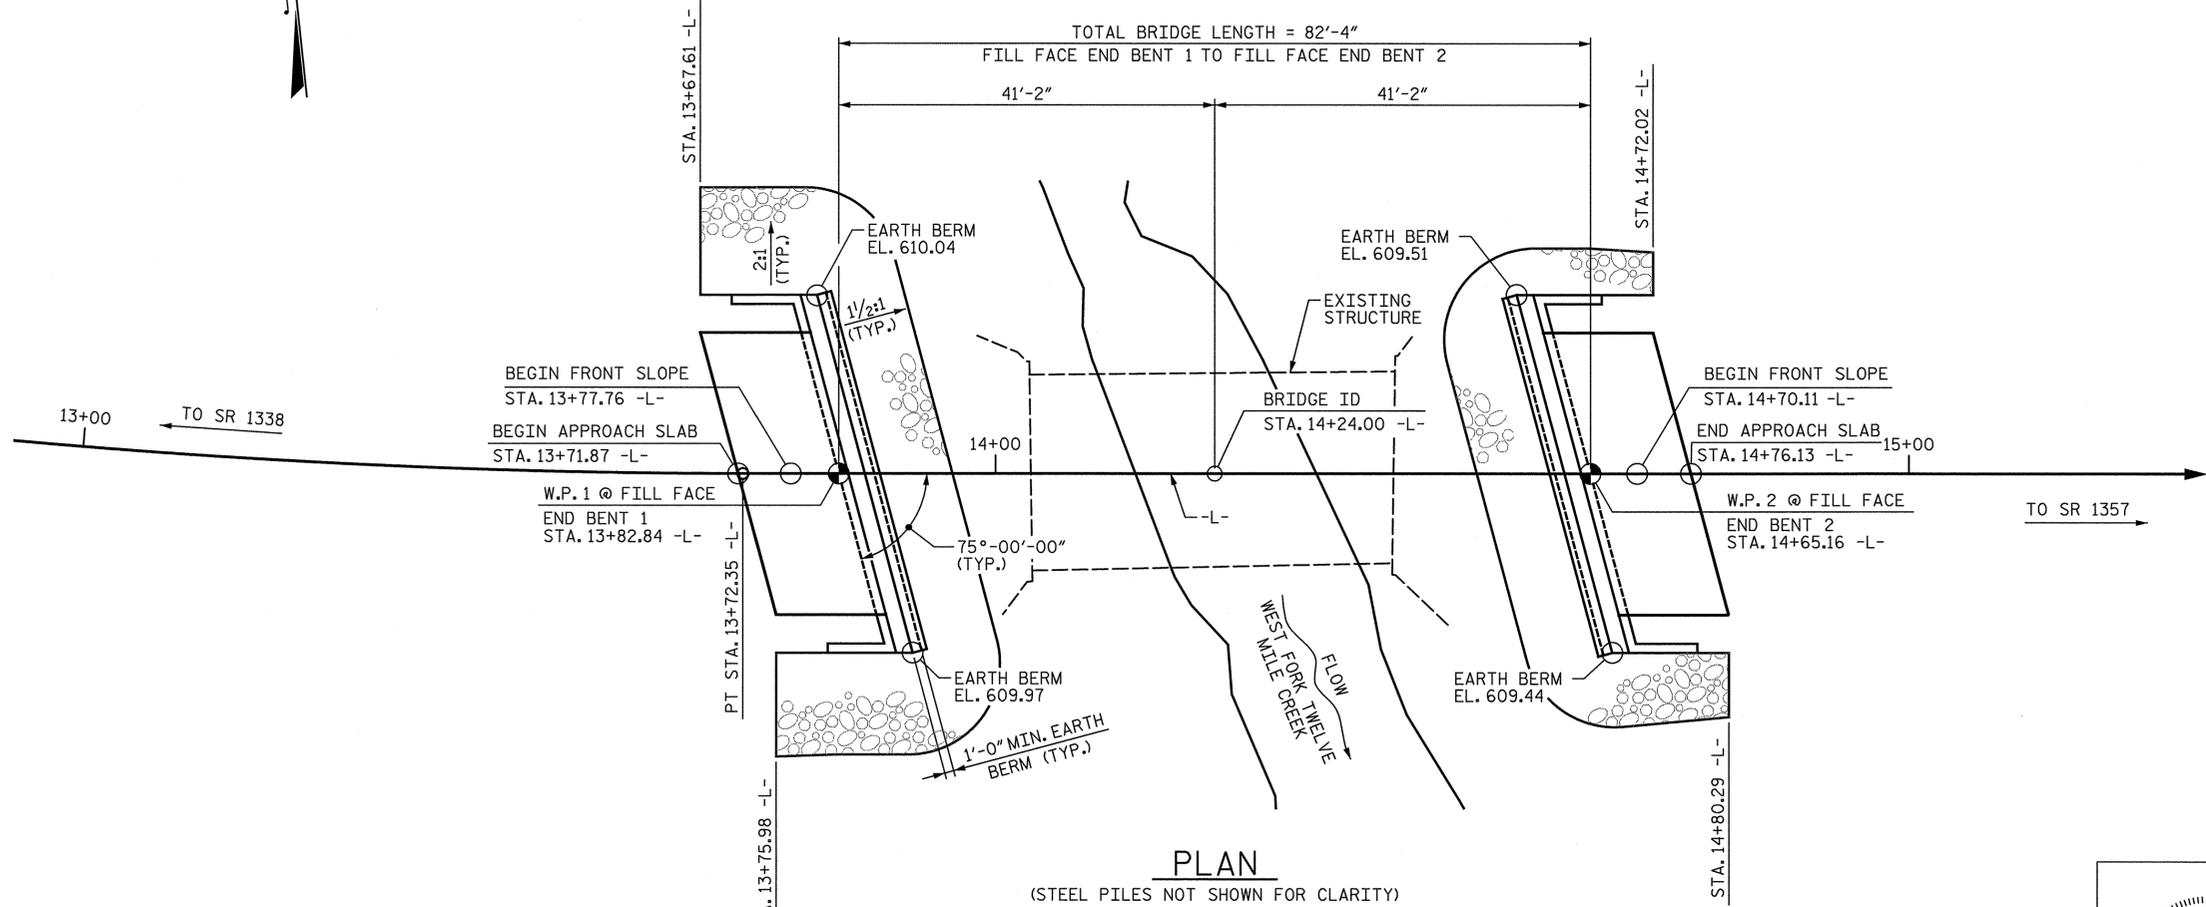 TOTAL BRIDGE LENGTH = 82'-4"
FILL FACE END BENT 1 TO FILL FACE END BENT 2
41'-2"
41'-2"
STA. 13+67.61 -L-
STA. 14+72.02 -L-
2:1
(TYP.)
EARTH BERM
EL. 610.04
1 1/2:1
(TYP.)
EARTH BERM
EL. 609.51
EXISTING
STRUCTURE
BEGIN FRONT SLOPE
STA. 13+77.76 -L-
BRIDGE ID
STA. 14+24.00 -L-
BEGIN FRONT SLOPE
STA. 14+70.11 -L-
13+00
TO SR 1338
BEGIN APPROACH SLAB
STA. 13+71.87 -L-
14+00
END APPROACH SLAB
STA. 14+76.13 -L-
15+00
W.P. 1 @ FILL FACE
END BENT 1
STA. 13+82.84 -L-
-L-
W.P. 2 @ FILL FACE
END BENT 2
STA. 14+65.16 -L-
TO SR 1357
75°-00'-00"
(TYP.)
PT STA. 13+72.35 -L-
FLOW
WEST FORK TWELVE
MILE CREEK
EARTH BERM
EL. 609.97
EARTH BERM
EL. 609.44
1'-0" MIN. EARTH
BERM (TYP.)
. 13+75.98 -L-
STA. 14+80.29 -L-
PLAN
(STEEL PILES NOT SHOWN FOR CLARITY)